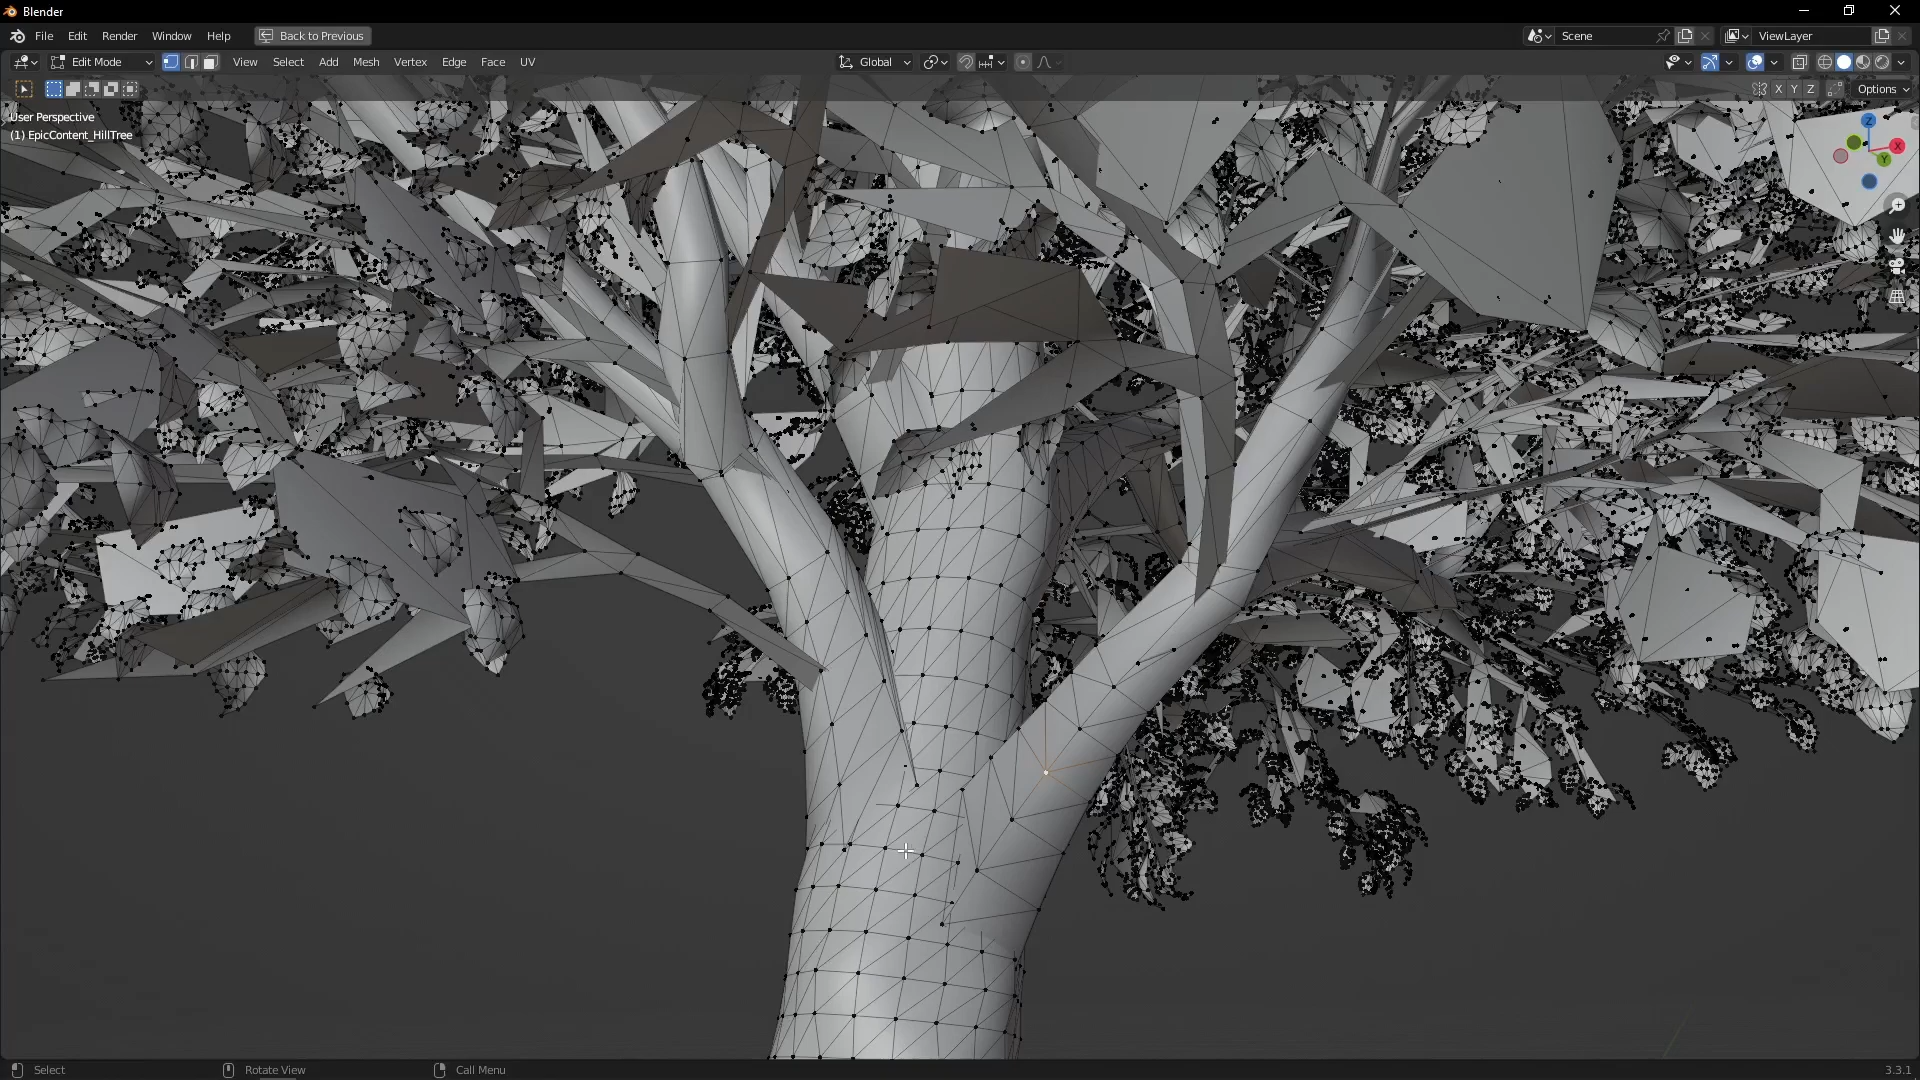 Blender
File Edit Render Window Help Back to Previous Scene ViewLayer
Edit Mode View Select Add Mesh Vertex Edge Face UV Global
X Y Z Options
User Perspective
(1) EpicContent_HillTree
Z
X
Y
Select Rotate View Call Menu 3.3.1